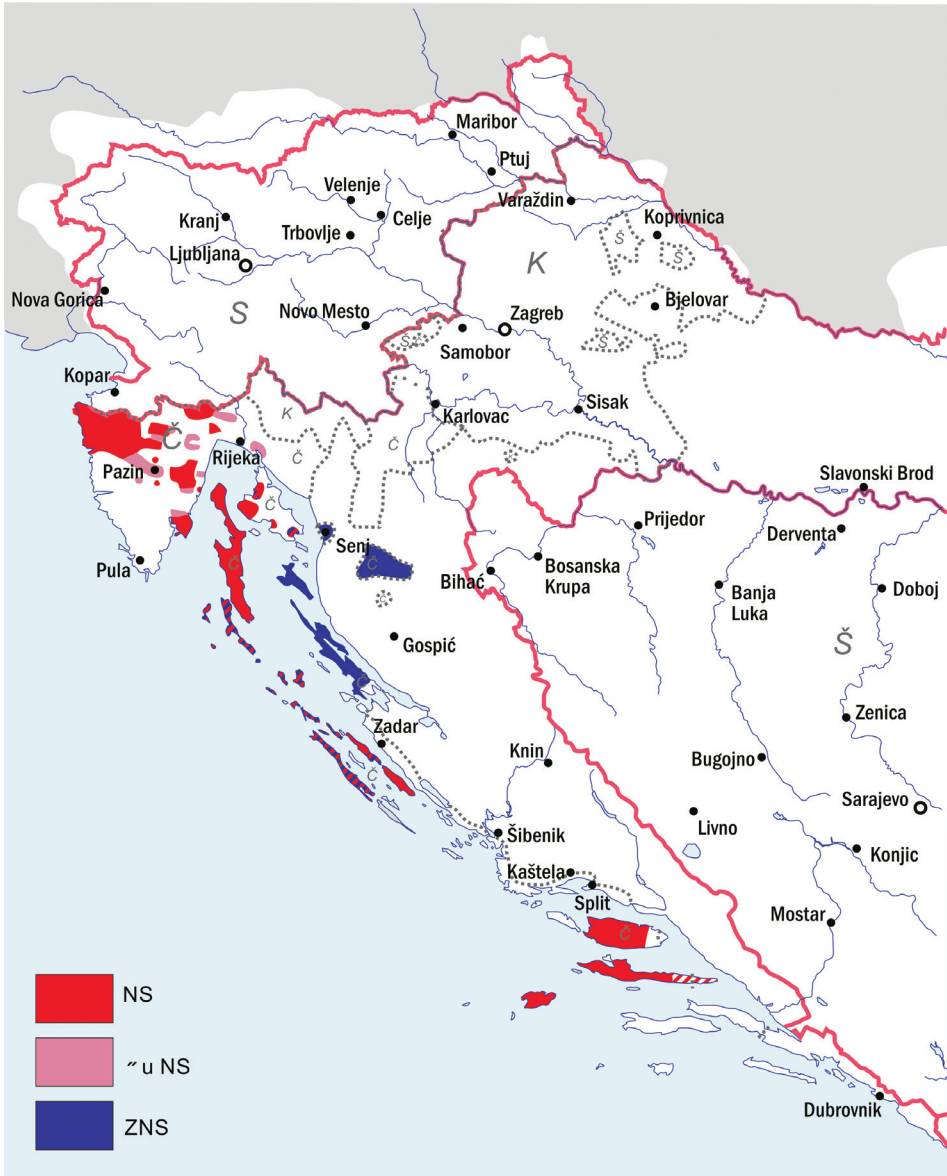 Maribor
Ptuj
Velenje
Varaždin
Kranj
Celje
Koprivnica
Trbovlje
Š
Ljubljana
K
Š
Nova Gorica
S
Novo Mesto
Zagreb
Bjelovar
Š
Samobor
Š
Kopar
K
Karlovac
Sisak
Č
Rijeka
Č
Č
Pazin
Slavonski Brod
Č
Prijedor
Derventa
Senj
Pula
Č
Č
Bihać
Bosanska
Krupa
Banja
Luka
Doboj
Č
Gospić
Š
Č
Zadar
Zenica
Č
Knin
Bugojno
Sarajevo
Šibenik
Livno
Konjic
Kaštela
Split
Č
Mostar
NS
˝ u NS
ZNS
Dubrovnik